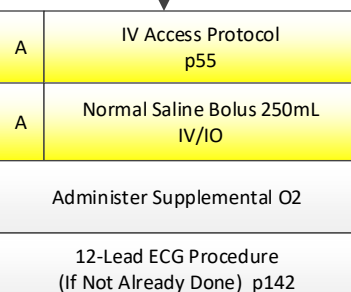 A
IV Access Protocol
p55
A
Normal Saline Bolus 250mL
IV/IO
Administer Supplemental O2
12-Lead ECG Procedure
(If Not Already Done) p142